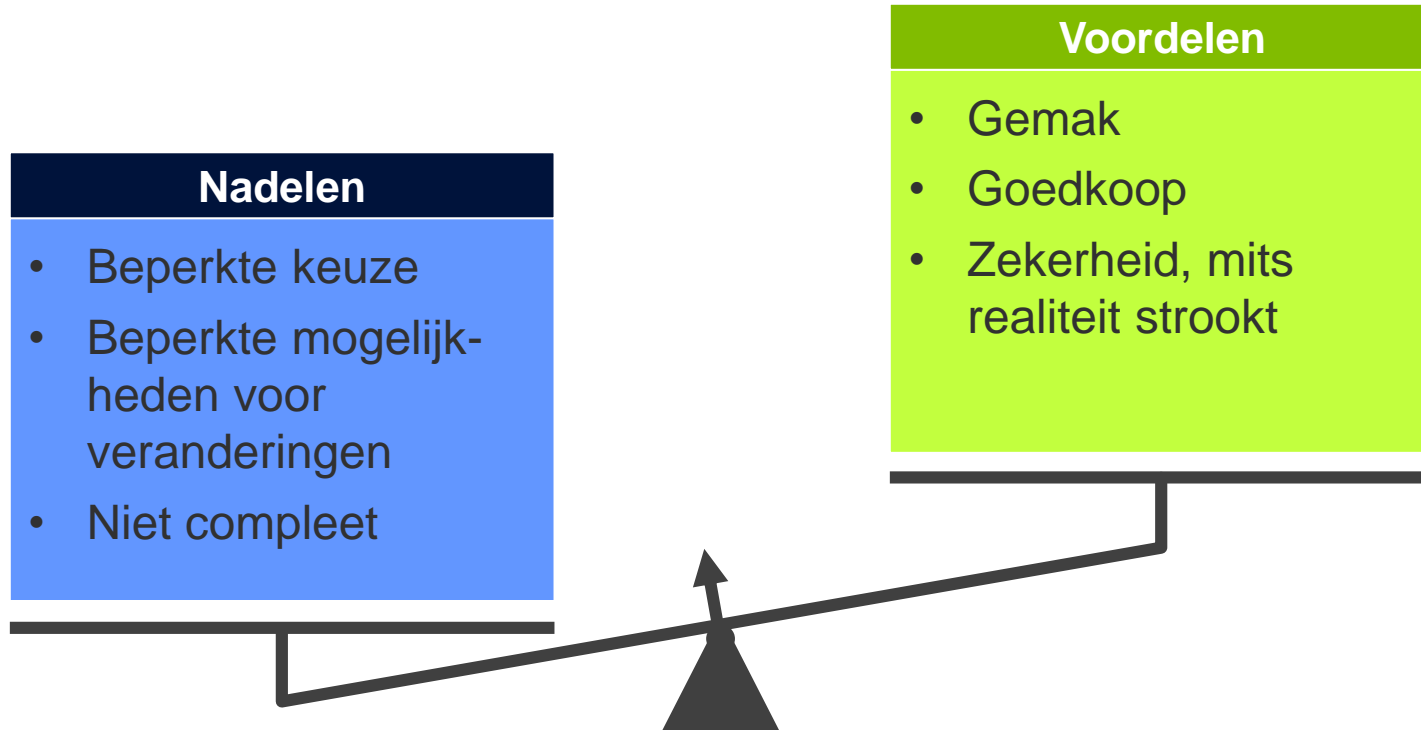 Nadelen
• Beperkte keuze
• Beperkte mogelijk-
heden voor
veranderingen
• Niet compleet
Voordelen
• Gemak
• Goedkoop
• Zekerheid, mits
realiteit strookt